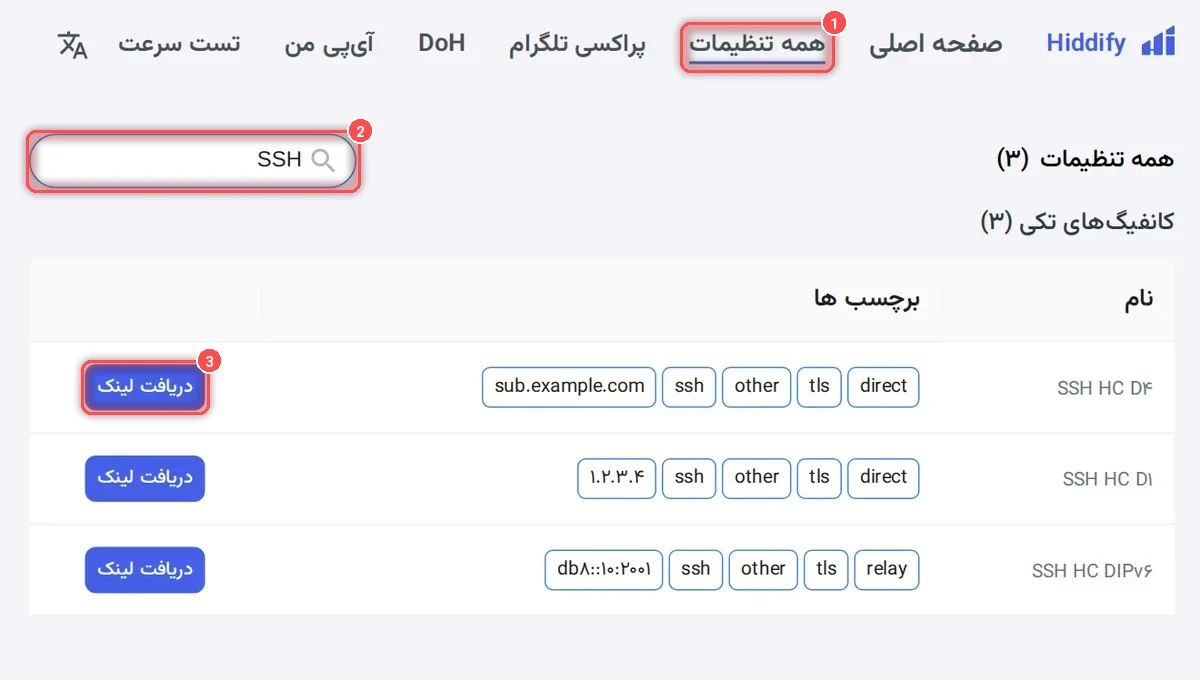 Hiddify صفحه اصلی همه تنظیمات پراکسی تلگرام DoH آی‌پی من تست سرعت
1
همه تنظیمات (۳)
SSH
2
کانفیگ‌های تکی (۳)
نام برچسب ها
SSH HC D۴ direct tls other ssh sub.example.com دریافت لینک
3
SSH HC D۱ direct tls other ssh ۱.۲.۳.۴ دریافت لینک
SSH HC DIPv۶ relay tls other ssh ۲۰۰۱:db۸::۱۰ دریافت لینک